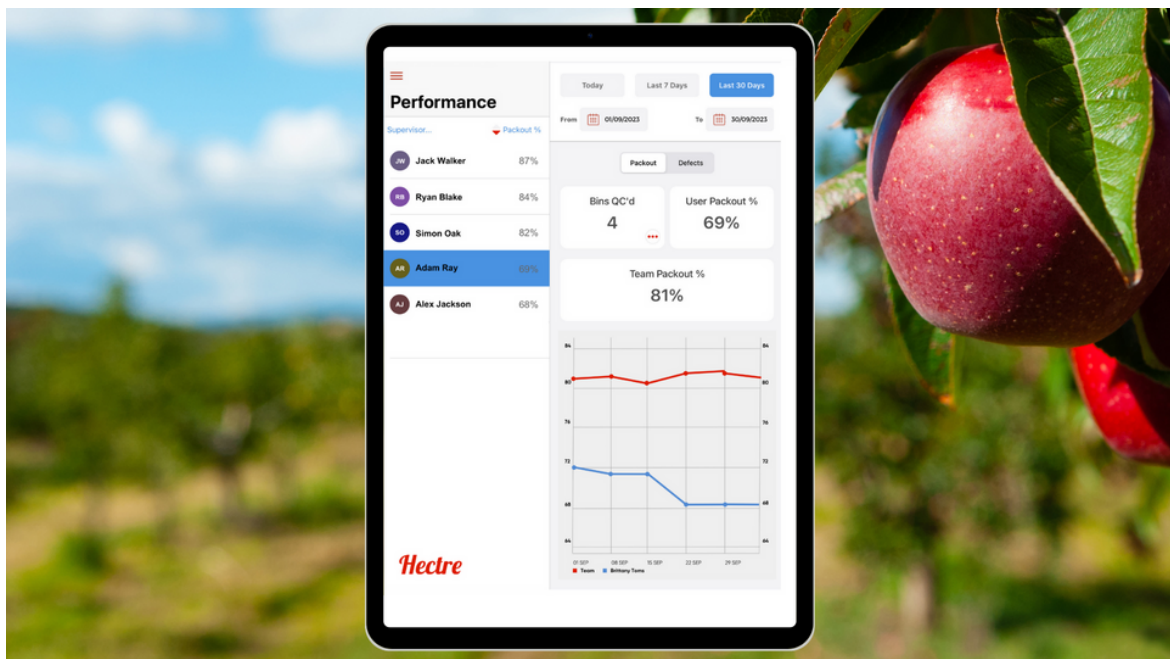 Performance
Supervisor... Packout %
JW Jack Walker 87%
RB Ryan Blake 84%
SO Simon Oak 82%
AR Adam Ray 69%
AJ Alex Jackson 68%
Hectre
Today Last 7 Days Last 30 Days
From 01/09/2023 To 30/09/2023
Packout Defects
Bins QC'd User Packout %
4 69%
Team Packout %
81%
84 84
80 80
76 76
72 72
68 68
64 64
01 SEP 08 SEP 15 SEP 22 SEP 29 SEP
Team Brittany Toms